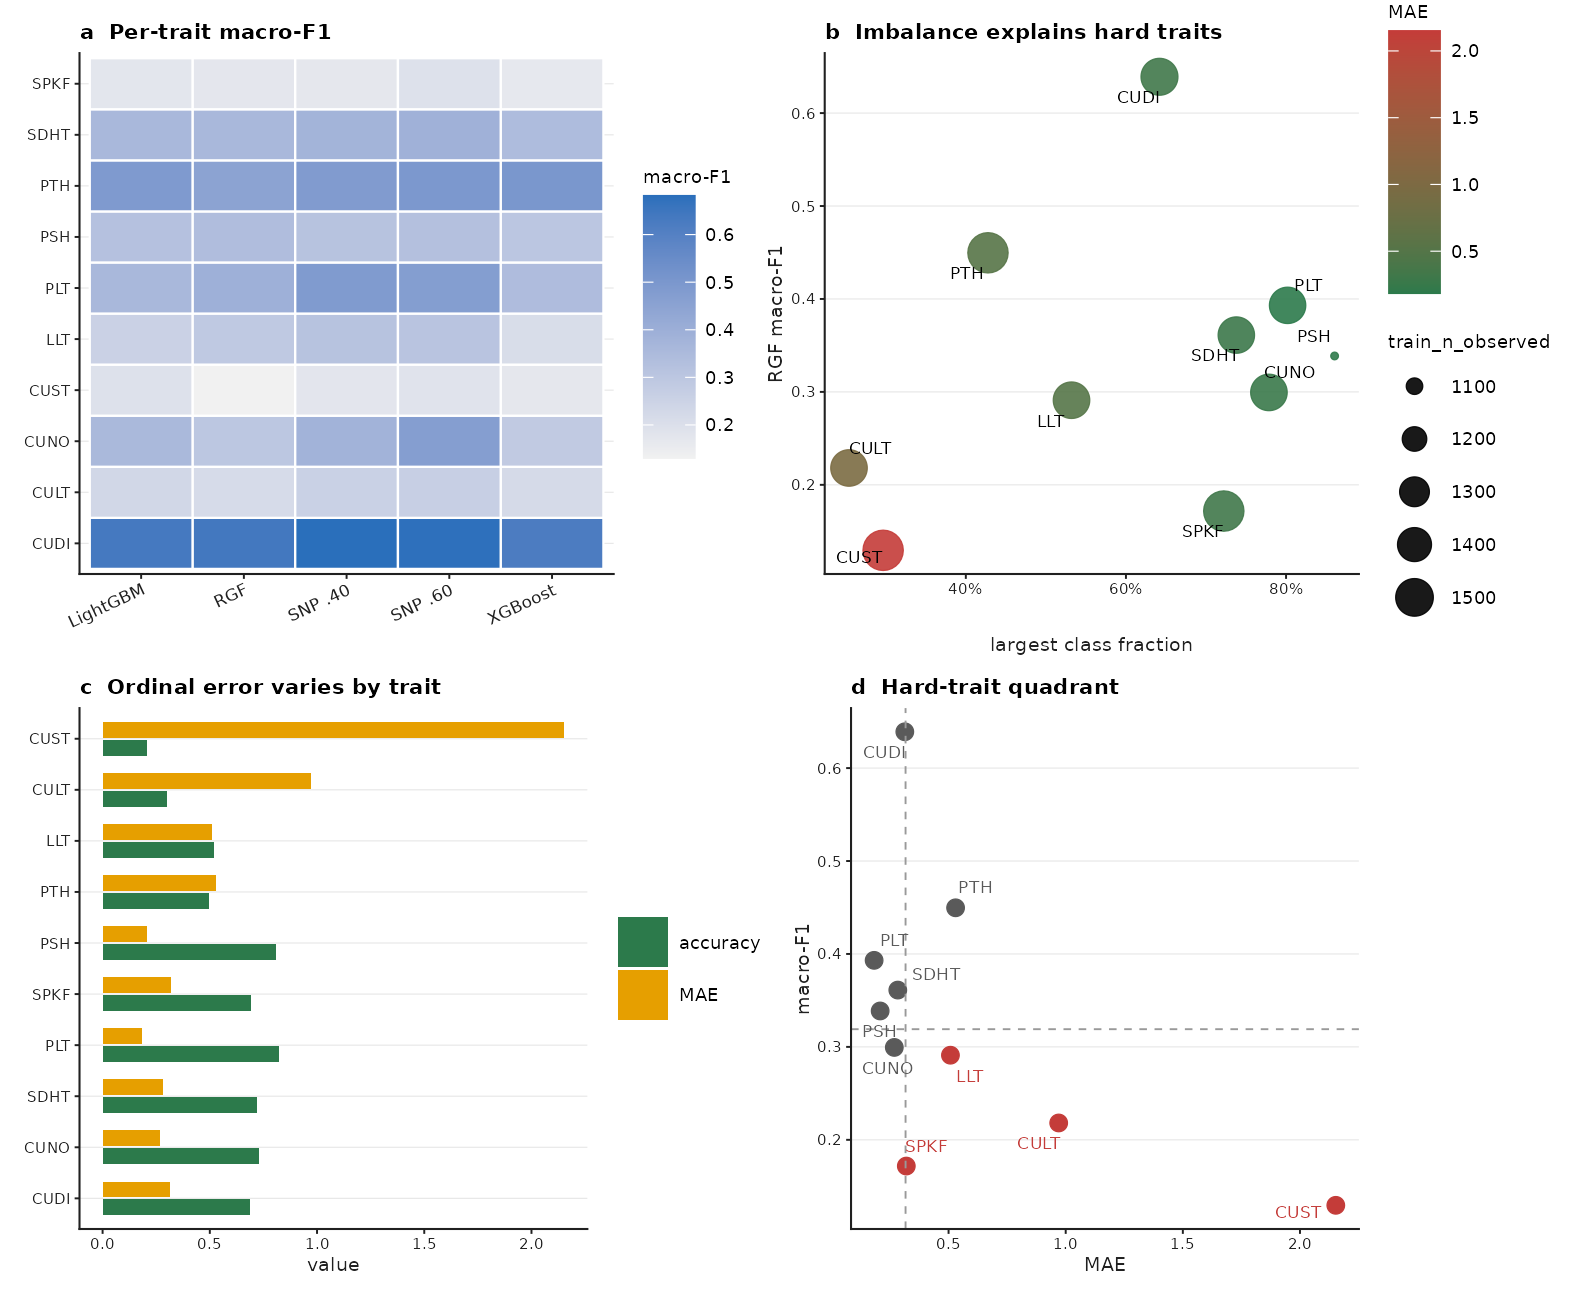 a Per-trait macro-F1
SPKF
SDHT
PTH
PSH
PLT
LLT
CUST
CUNO
CULT
CUDI
LightGBM
RGF
SNP .40
SNP .60
XGBoost
macro-F1
0.6
0.5
0.4
0.3
0.2
b Imbalance explains hard traits
RGF macro-F1
0.6
0.5
0.4
0.3
0.2
CUDI
PTH
PLT
PSH
SDHT
CUNO
LLT
CULT
SPKF
CUST
40%
60%
80%
largest class fraction
MAE
2.0
1.5
1.0
0.5
train_n_observed
1100
1200
1300
1400
1500
c Ordinal error varies by trait
CUST
CULT
LLT
PTH
PSH
SPKF
PLT
SDHT
CUNO
CUDI
0.0
0.5
1.0
1.5
2.0
value
accuracy
MAE
d Hard-trait quadrant
macro-F1
0.6
0.5
0.4
0.3
0.2
CUDI
PTH
PLT
SDHT
PSH
CUNO
LLT
CULT
SPKF
CUST
0.5
1.0
1.5
2.0
MAE